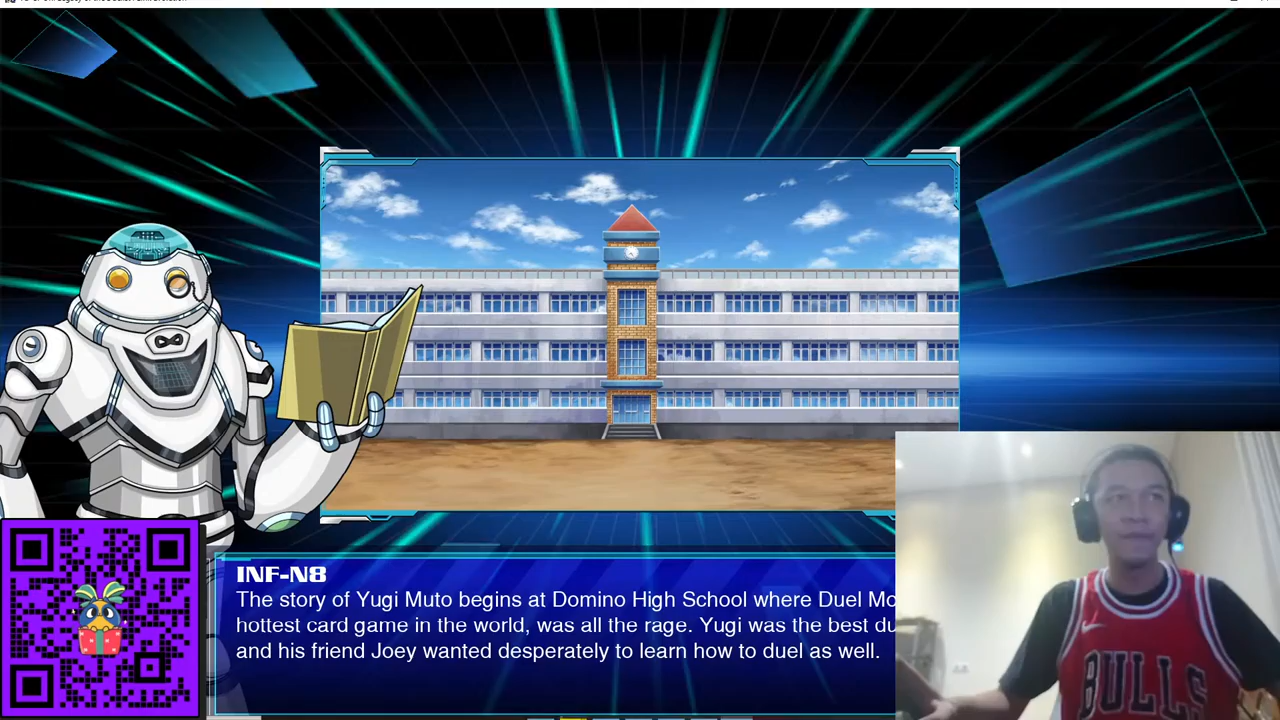 INF-N8
The story of Yugi Muto begins at Domino High School where Duel Mo
hottest card game in the world, was all the rage. Yugi was the best du
and his friend Joey wanted desperately to learn how to duel as well.
BULLS